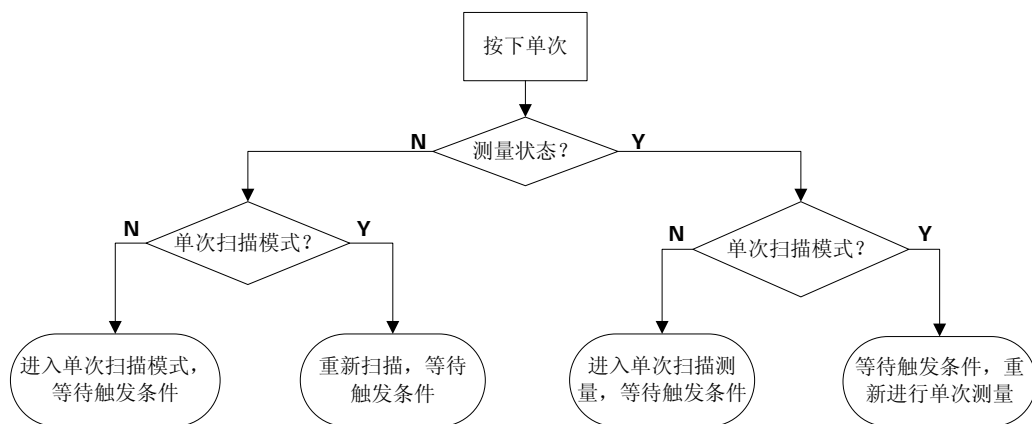 按下单次
N
测量状态？
Y
N
单次扫描模式？
Y
N
单次扫描模式？
Y
进入单次扫描模式，
等待触发条件
重新扫描，等待
触发条件
进入单次扫描测
量，等待触发条件
等待触发条件，重
新进行单次测量